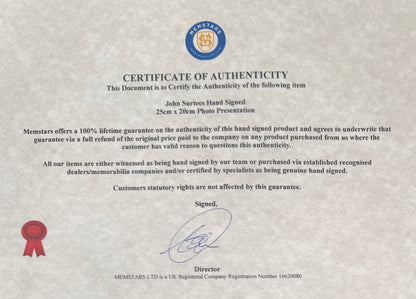 MEMSTARS
CERTIFICATE OF AUTHENTICITY
This Document is to Certify the Authenticity of the following item
John Surtees Hand Signed
25cm x 20cm Photo Presentation
Memstars offers a 100% lifetime guarantee on the authenticity of this hand signed product and agrees to underwrite that
guarantee via a full refund of the original price paid to the company on any product purchased from us where the
customer has valid reason to questions this authenticity.
All our items are either witnessed as being hand signed by our team or purchased via established recognised
dealers/memorabilia companies and/or certified by specialists as being genuine hand signed.
Customers statutory rights are not affected by this guarantee.
Signed,
Director
MEMSTARS LTD is a UK Registered Company Registration Number 16620080